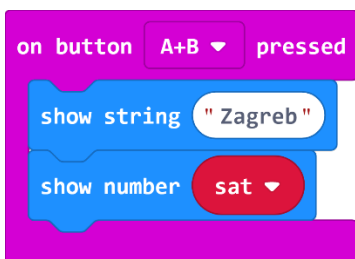 on button A+B pressed
show string "Zagreb"
show number sat